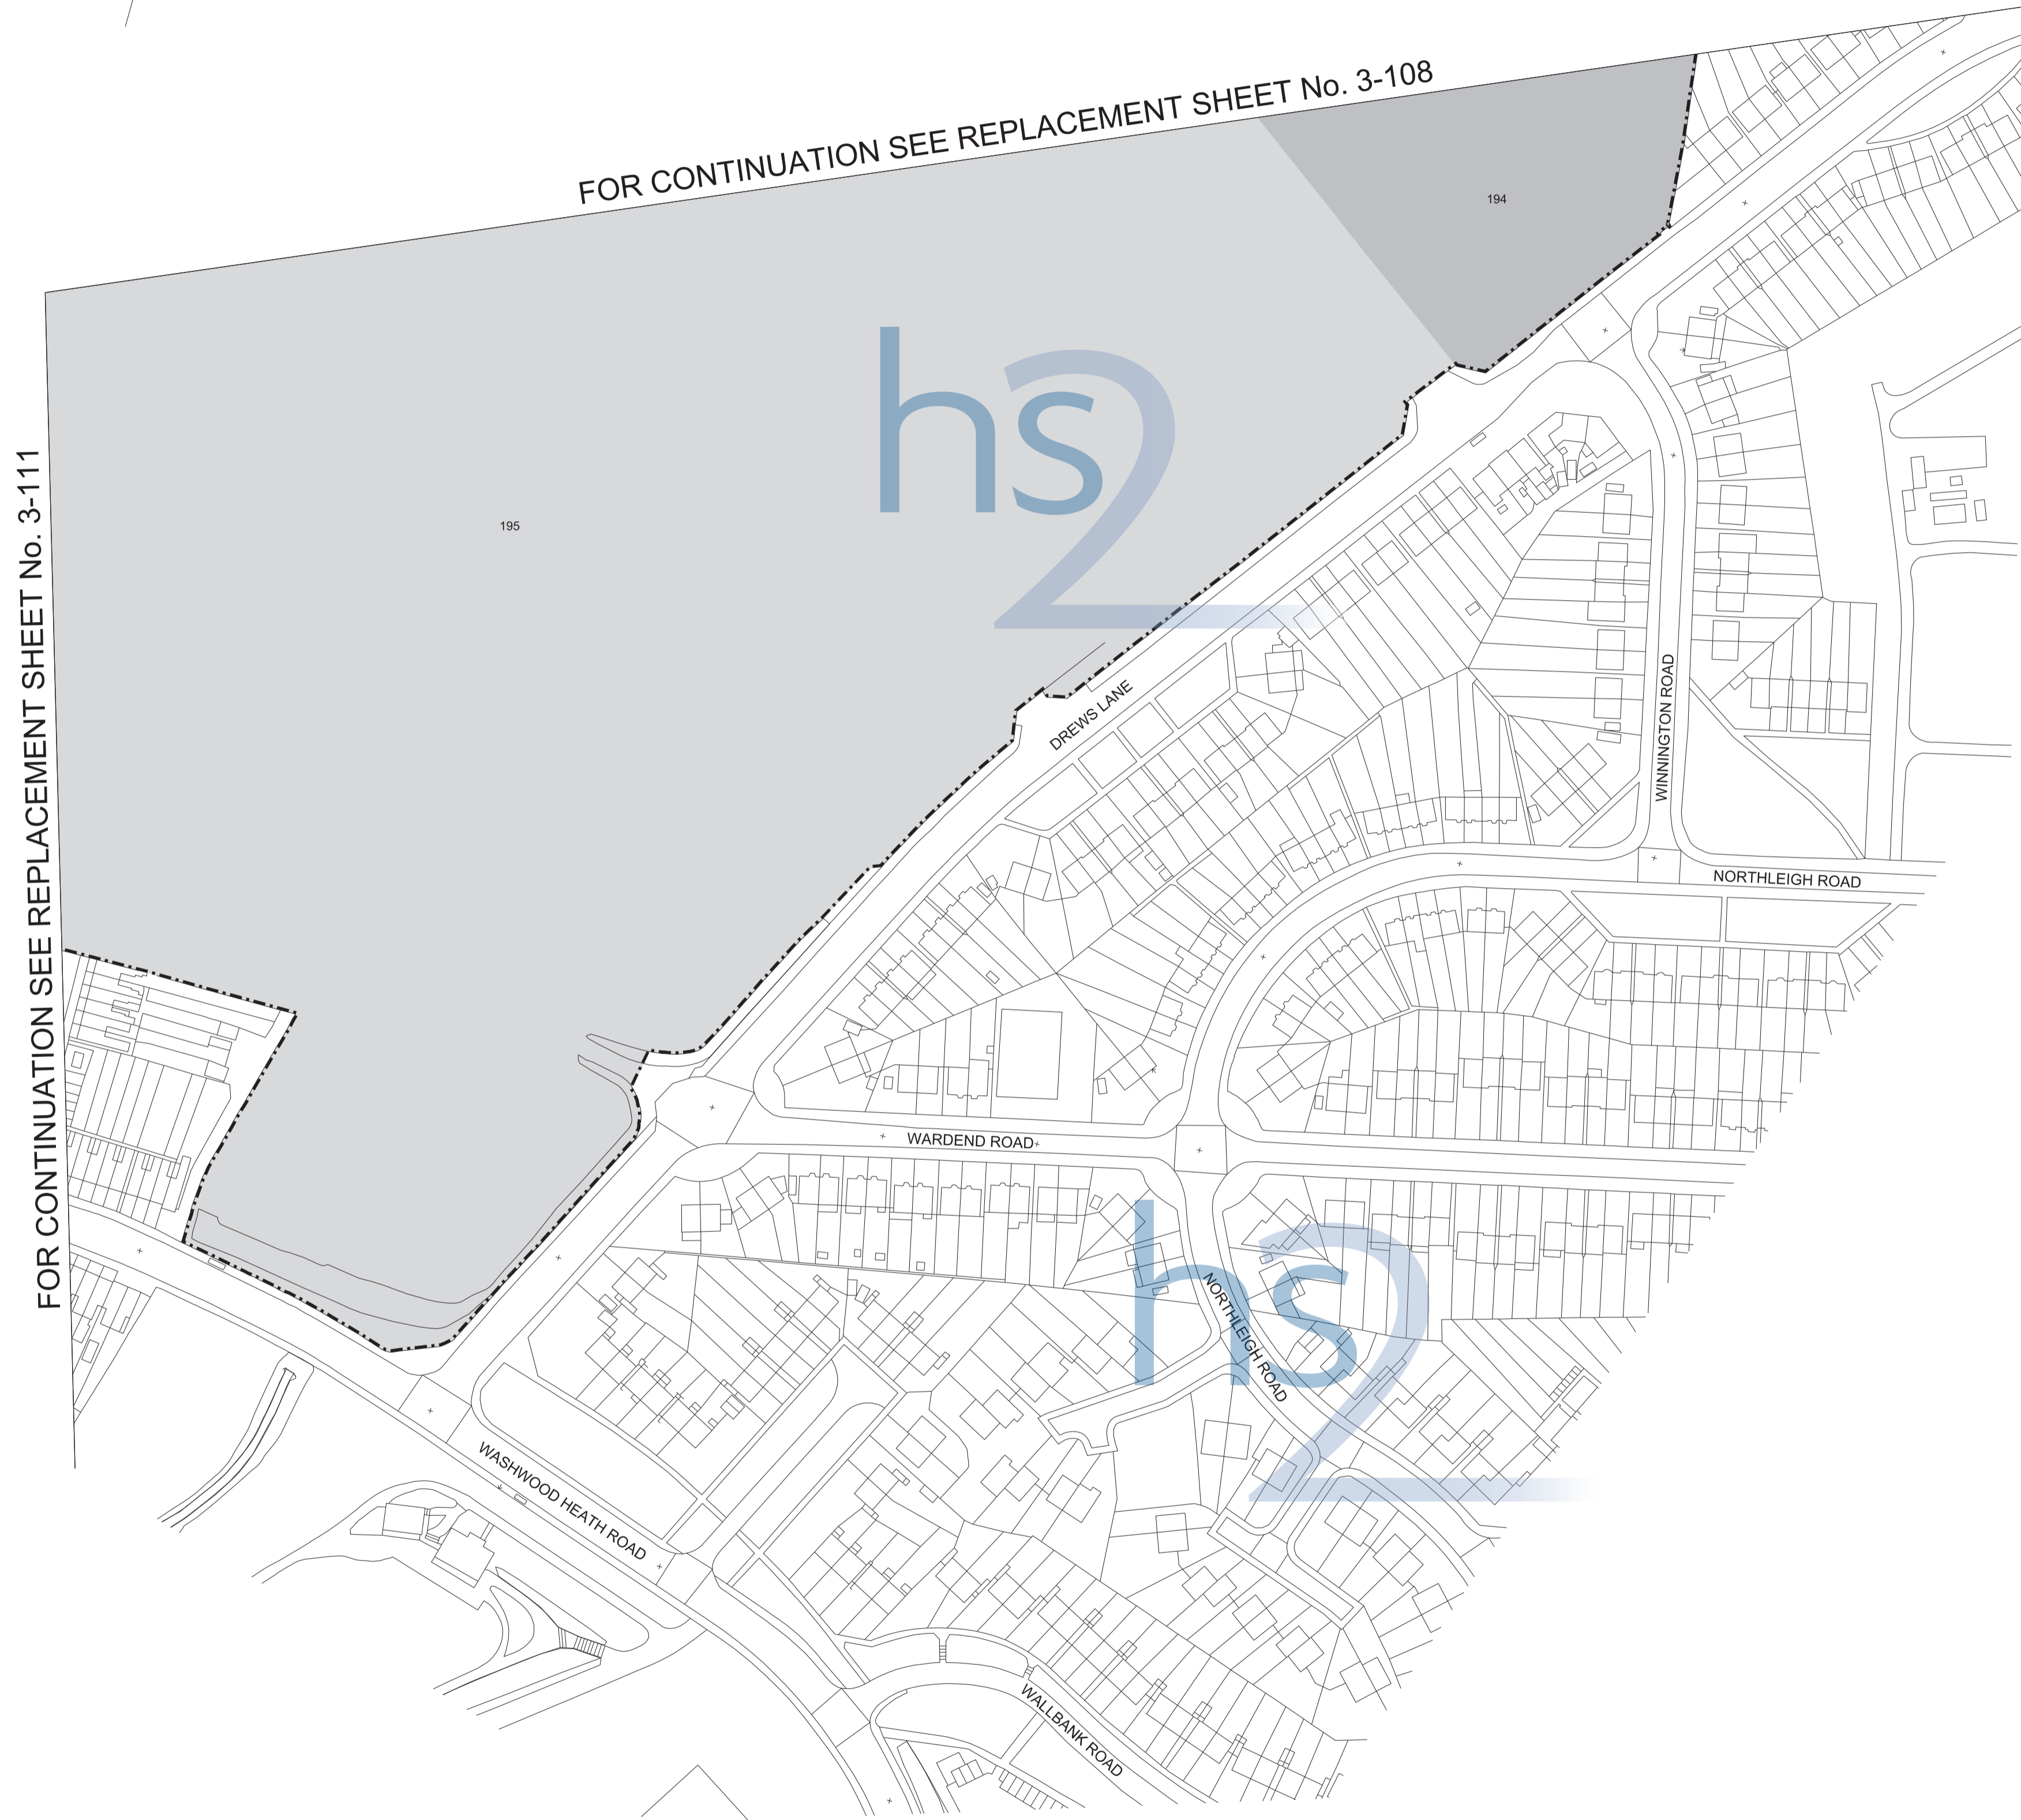 FOR CONTINUATION SEE REPLACEMENT SHEET No. 3-108
194
hs2
195
FOR CONTINUATION SEE REPLACEMENT SHEET No. 3-111
DREWS LANE
WINNINGTON ROAD
NORTHLEIGH ROAD
WARDEND ROAD
hs2
NORTHLEIGH ROAD
WASHWOOD HEATH ROAD
WALLBANK ROAD